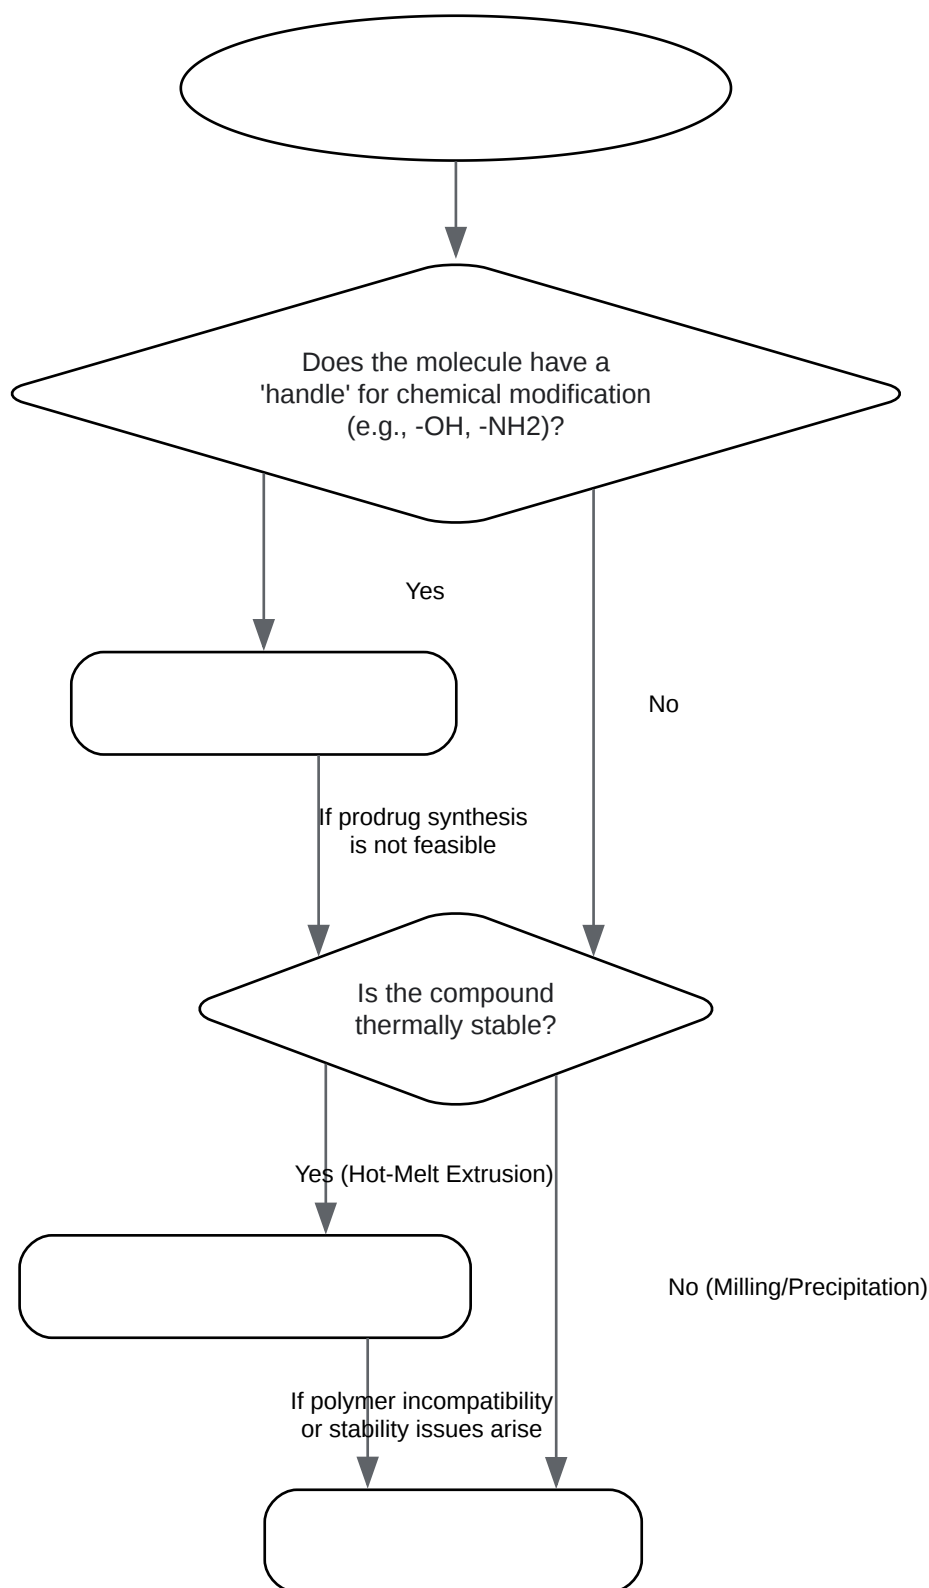 Does the molecule have a
'handle' for chemical modification
(e.g., -OH, -NH2)?
Yes
No
If prodrug synthesis
is not feasible
Is the compound
thermally stable?
Yes (Hot-Melt Extrusion)
No (Milling/Precipitation)
If polymer incompatibility
or stability issues arise